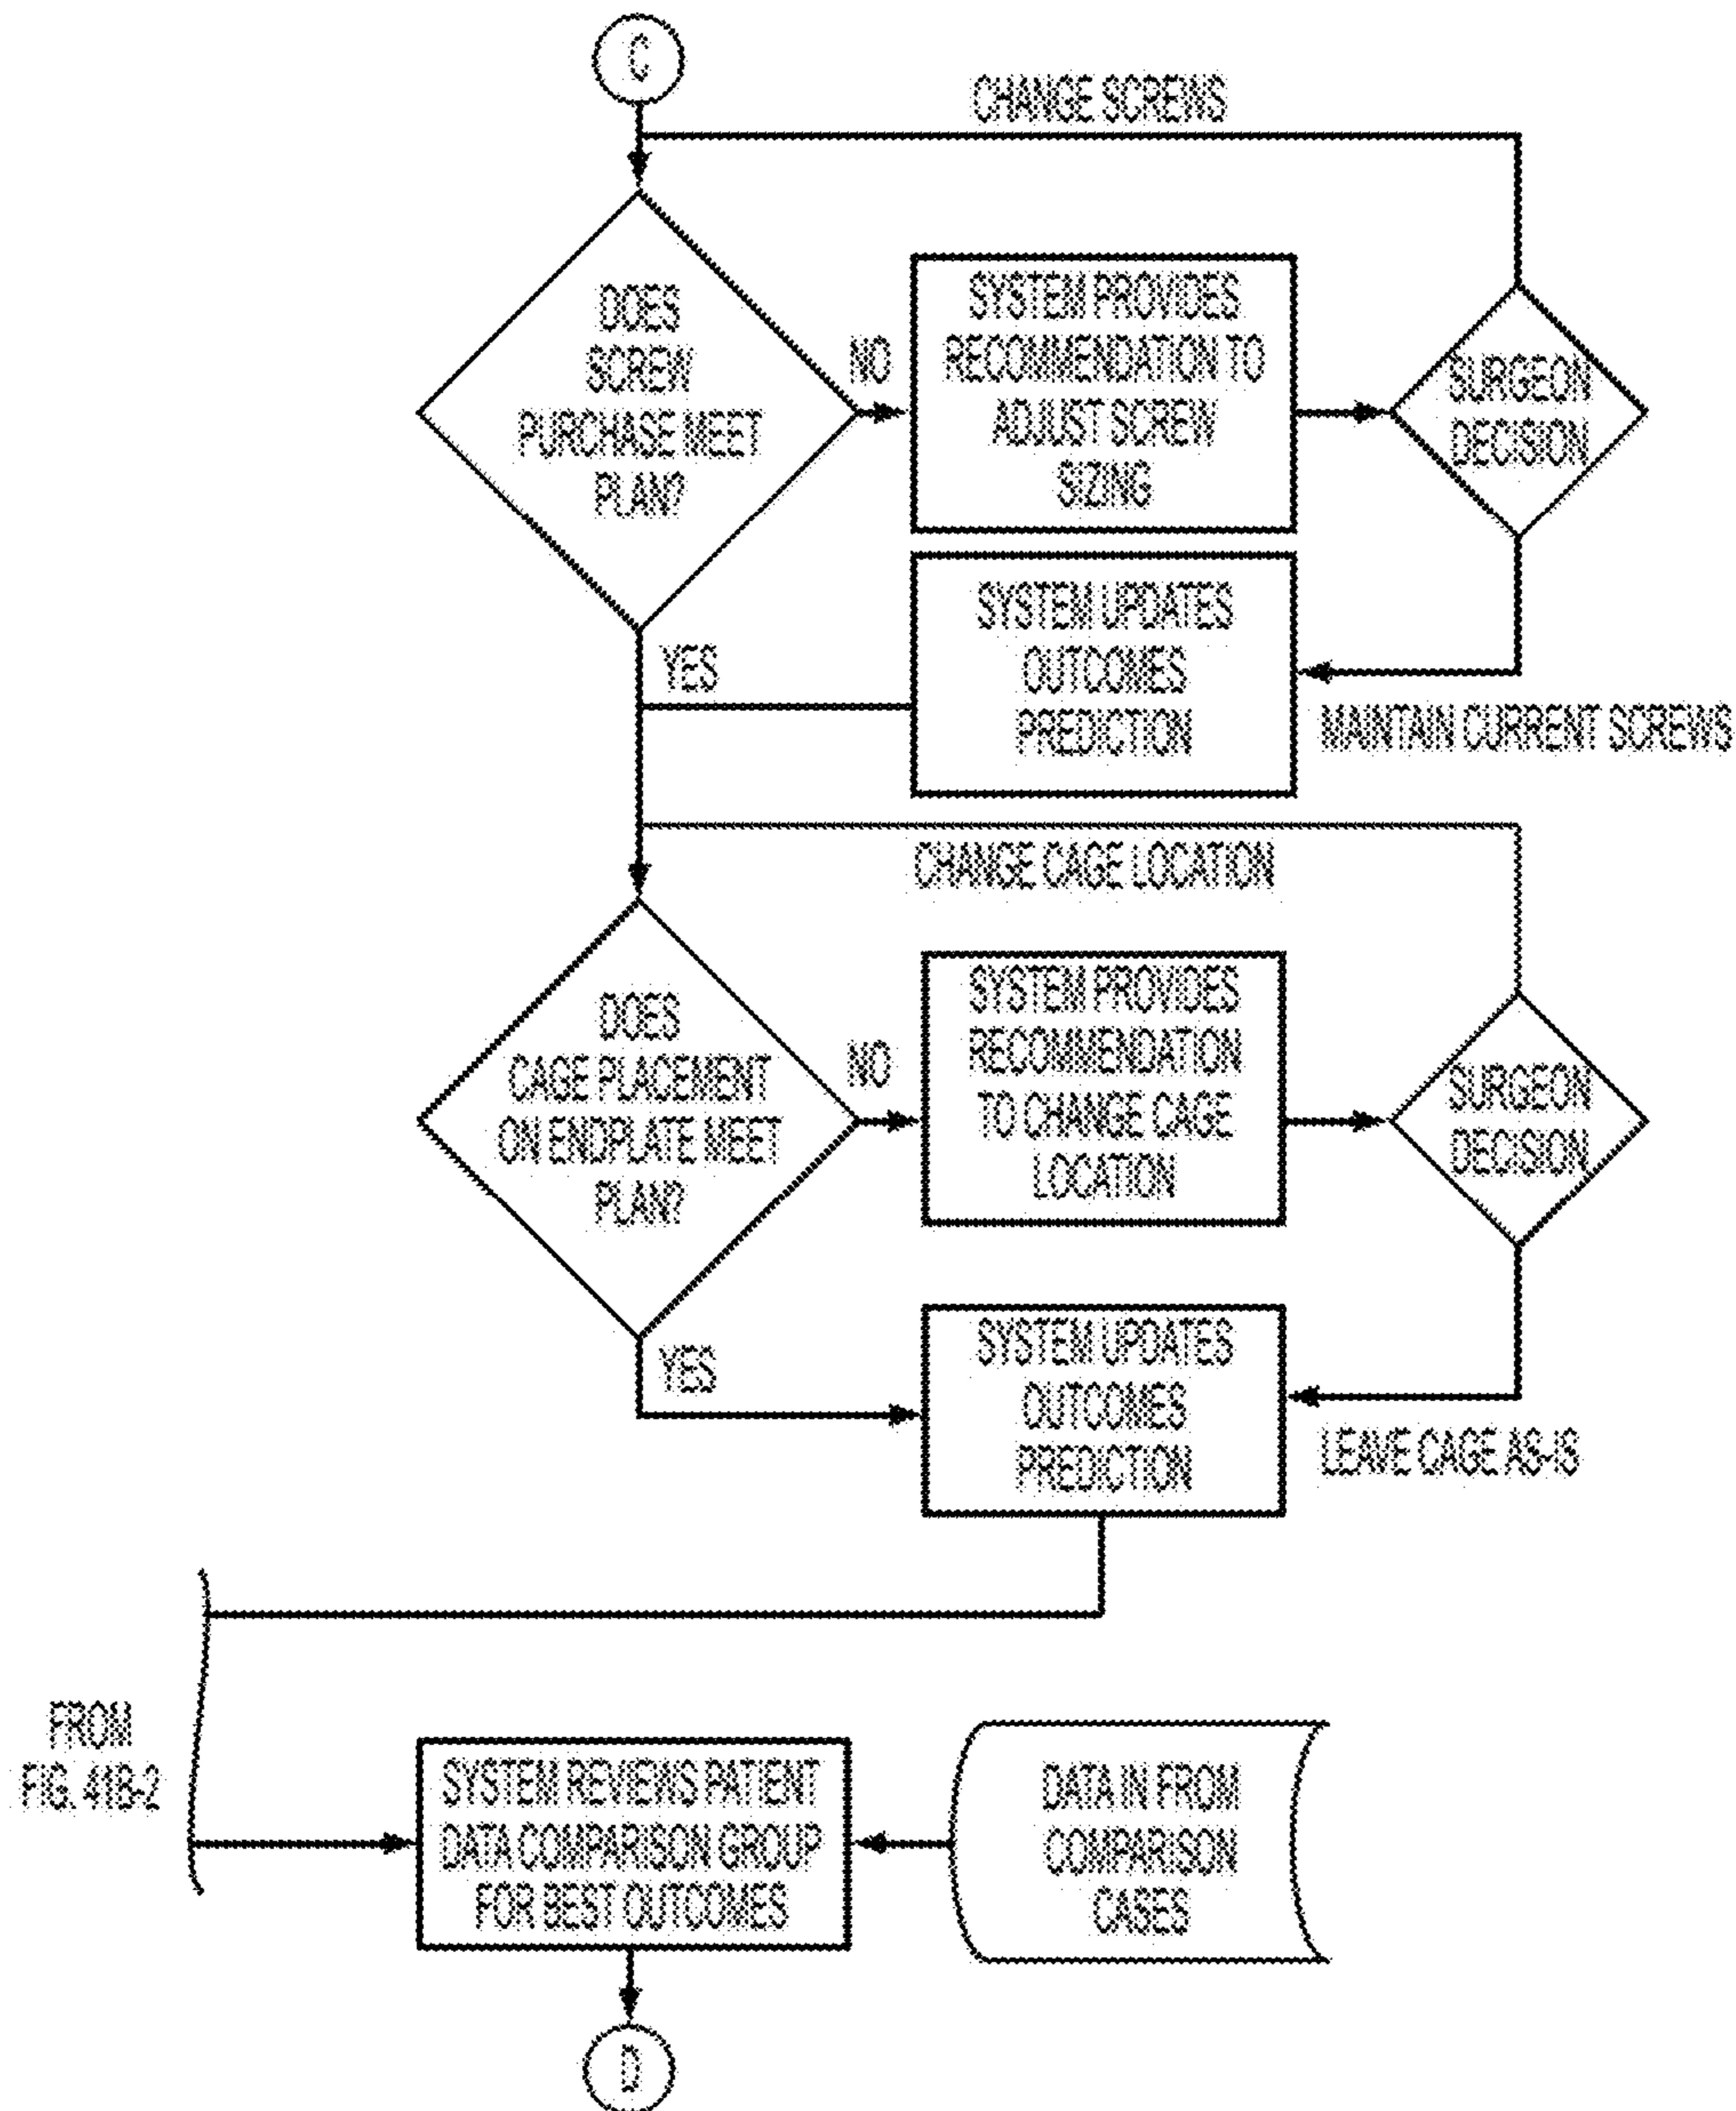 C
CHANGE SCREWS
DOES
SCREW
PURCHASE MEET
PLAN?
NO
SYSTEM PROVIDES
RECOMMENDATION TO
ADJUST SCREW
SIZING
SURGEON
DECISION
YES
SYSTEM UPDATES
OUTCOMES
PREDICTION
MAINTAIN CURRENT SCREWS
CHANGE CAGE LOCATION
DOES
CAGE PLACEMENT
ON ENDPLATE MEET
PLAN?
NO
SYSTEM PROVIDES
RECOMMENDATION
TO CHANGE CAGE
LOCATION
SURGEON
DECISION
YES
SYSTEM UPDATES
OUTCOMES
PREDICTION
LEAVE CAGE AS-IS
FROM
FIG. 41B-2
SYSTEM REVIEWS PATIENT
DATA COMPARISON GROUP
FOR BEST OUTCOMES
DATA IN FROM
COMPARISON
CASES
D